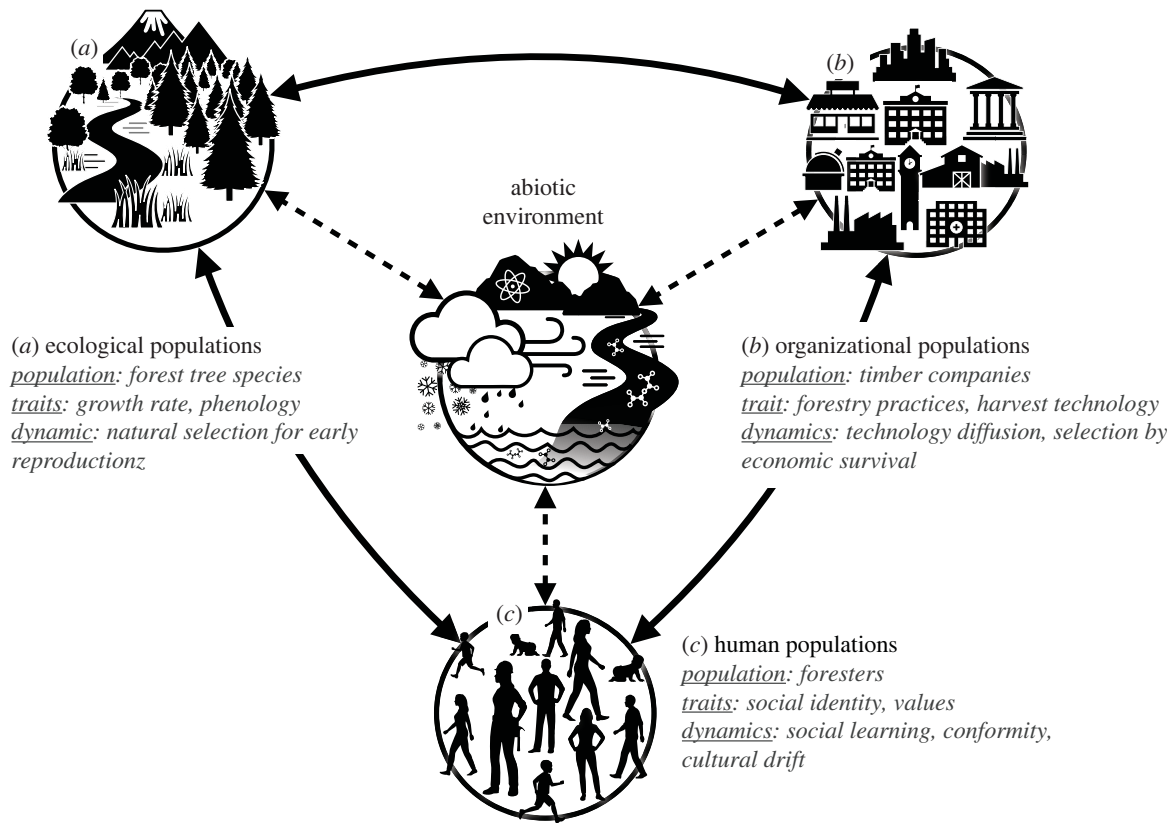 (a)
(b)
abiotic
environment
(a) ecological populations
population: forest tree species
traits: growth rate, phenology
dynamic: natural selection for early
reproductionz
(b) organizational populations
population: timber companies
trait: forestry practices, harvest technology
dynamics: technology diffusion, selection by
economic survival
(c)
(c) human populations
population: foresters
traits: social identity, values
dynamics: social learning, conformity,
cultural drift